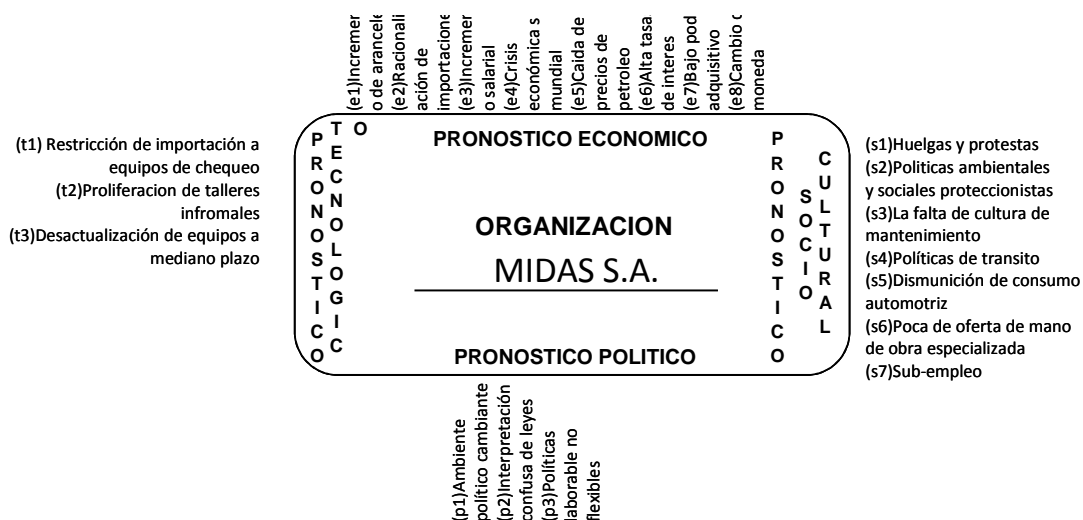 (e1)Incremen
o de arancele
(e2)Racionali
ación de
importacione
(e3)Incremen
o salarial
(e4)Crisis
económica s
mundial
(e5)Caida de
precios de
petroleo
(e6)Alta tasa
de interes
(e7)Bajo pod
adquisitivo
(e8)Cambio d
moneda
(t1) Restricción de importación a
equipos de chequeo
(t2)Proliferacion de talleres
infromales
(t3)Desactualización de equipos a
mediano plazo
PRONOSTICO
TECNOLOGIC
O
PRONOSTICO ECONOMICO
ORGANIZACION
MIDAS S.A.
PRONOSTICO POLITICO
PRONOSTICO
SOCIO
CULTURAL
(s1)Huelgas y protestas
(s2)Politicas ambientales
y sociales proteccionistas
(s3)La falta de cultura de
mantenimiento
(s4)Políticas de transito
(s5)Dismunición de consumo
automotriz
(s6)Poca de oferta de mano
de obra especializada
(s7)Sub-empleo
(p1)Ambiente
político cambiante
(p2)Interpretación
confusa de leyes
(p3)Políticas
laborable no
flexibles